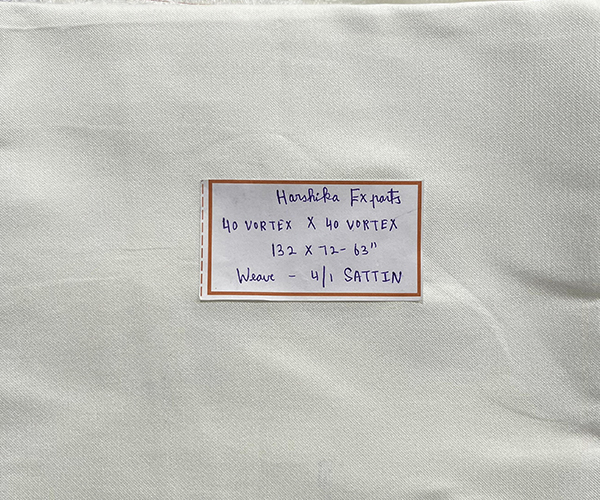 Harshika Exports
40 VORTEX X 40 VORTEX
132 X 72 - 63"
Weave - 4/1 SATTIN